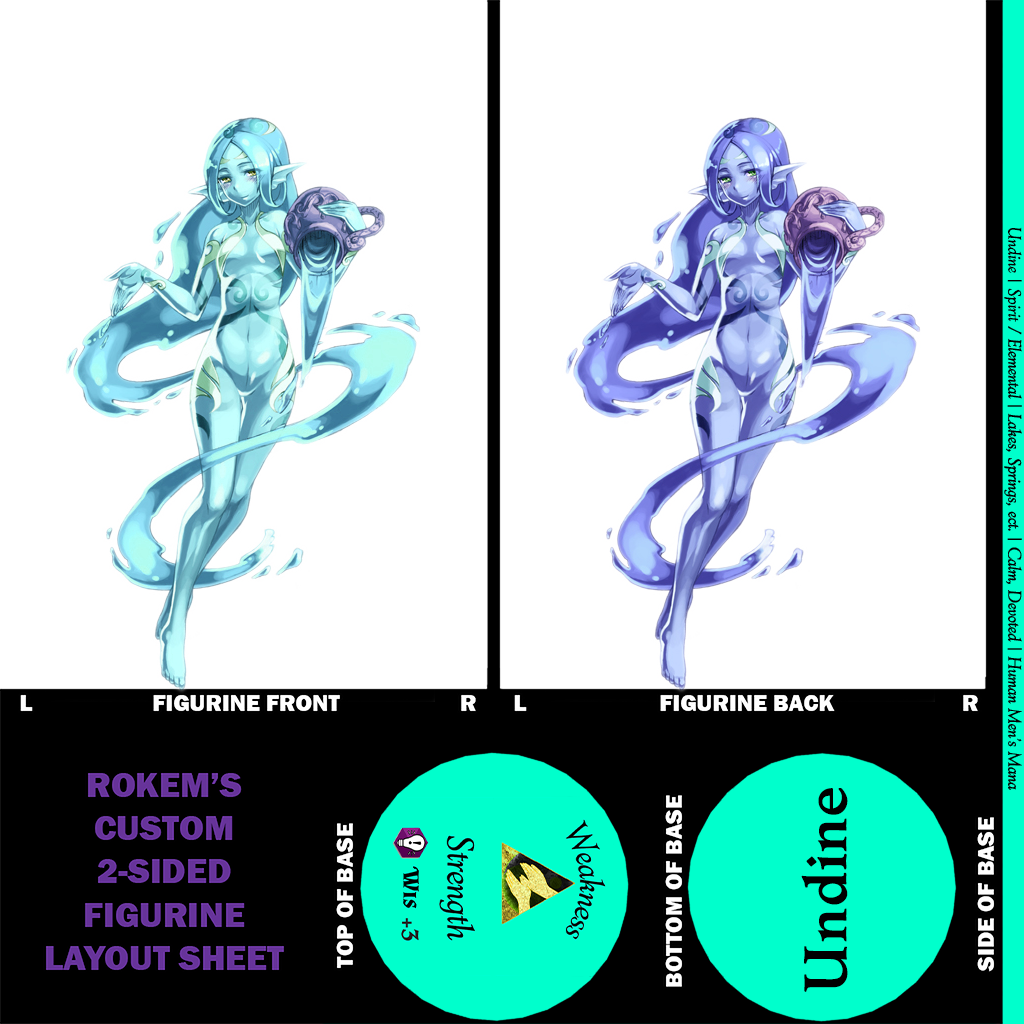 L
FIGURINE FRONT
R
L
FIGURINE BACK
R
Undine | Spirit / Elemental | Lakes, Springs, ect. | Calm, Devoted | Human Men's Mana
ROKEM'S
CUSTOM
2-SIDED
FIGURINE
LAYOUT SHEET
TOP OF BASE
Weakness
Strength
Wis +3
BOTTOM OF BASE
Undine
SIDE OF BASE